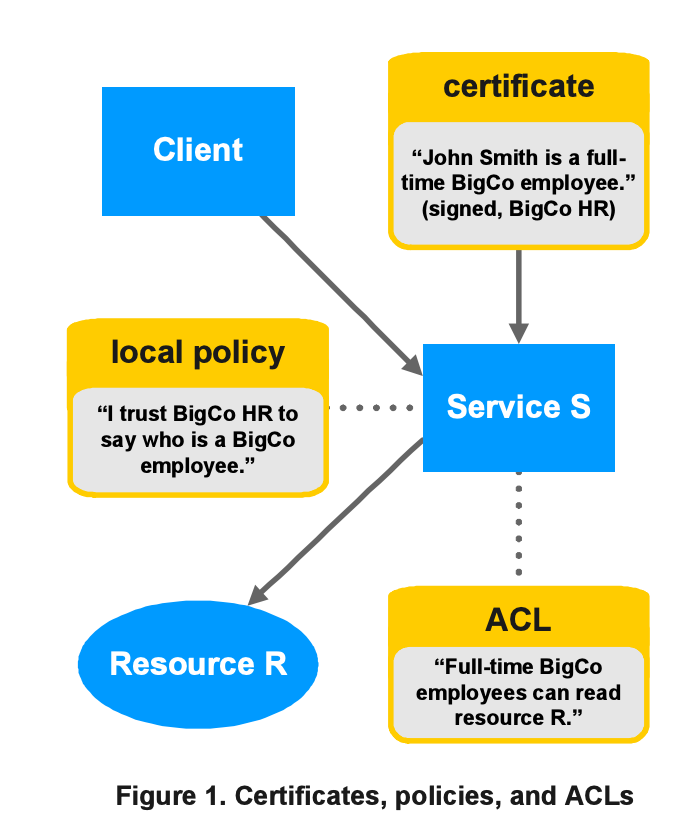 certificate
“John Smith is a full-
time BigCo employee.”
(signed, BigCo HR)
Client
local policy
“I trust BigCo HR to
say who is a BigCo
employee.”
Service S
Resource R
ACL
“Full-time BigCo
employees can read
resource R.”
Figure 1. Certificates, policies, and ACLs